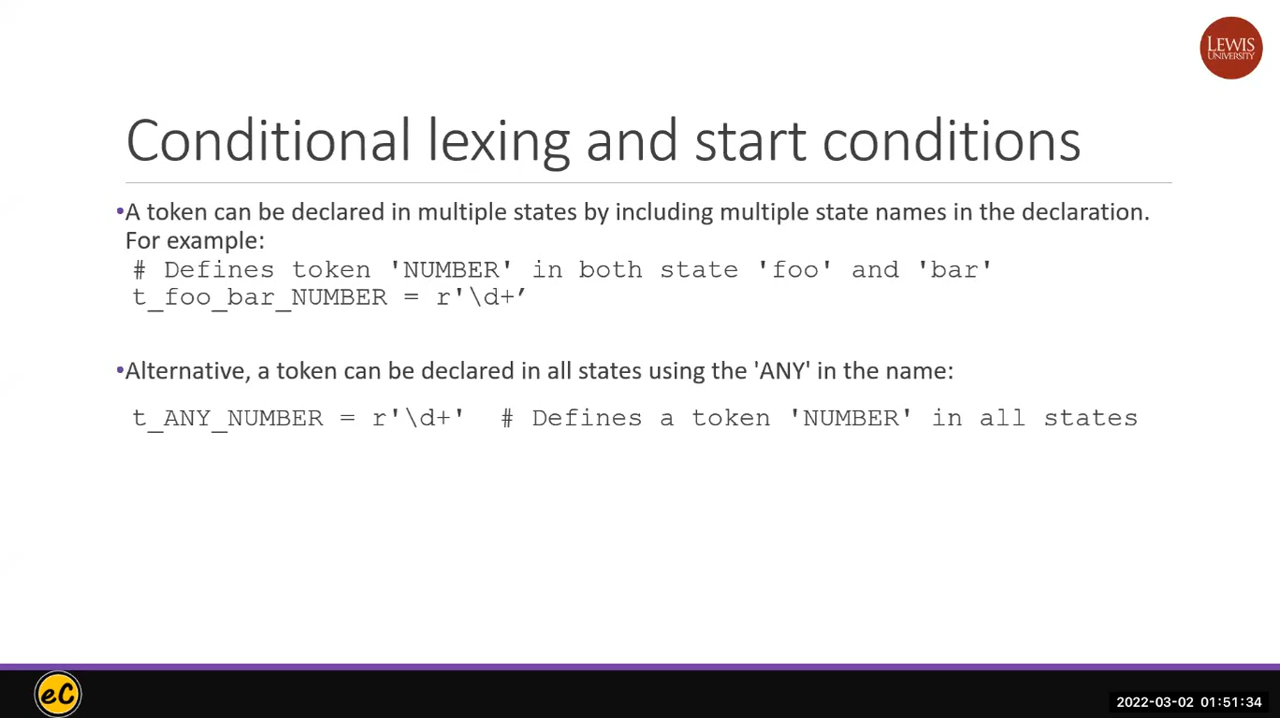 LEWIS
UNIVERSITY
Conditional lexing and start conditions
•A token can be declared in multiple states by including multiple state names in the declaration.
For example:
# Defines token 'NUMBER' in both state 'foo' and 'bar'
t_foo_bar_NUMBER = r'\d+’
•Alternative, a token can be declared in all states using the 'ANY' in the name:
t_ANY_NUMBER = r'\d+'  # Defines a token 'NUMBER' in all states
eC
2022-03-02 01:51:34